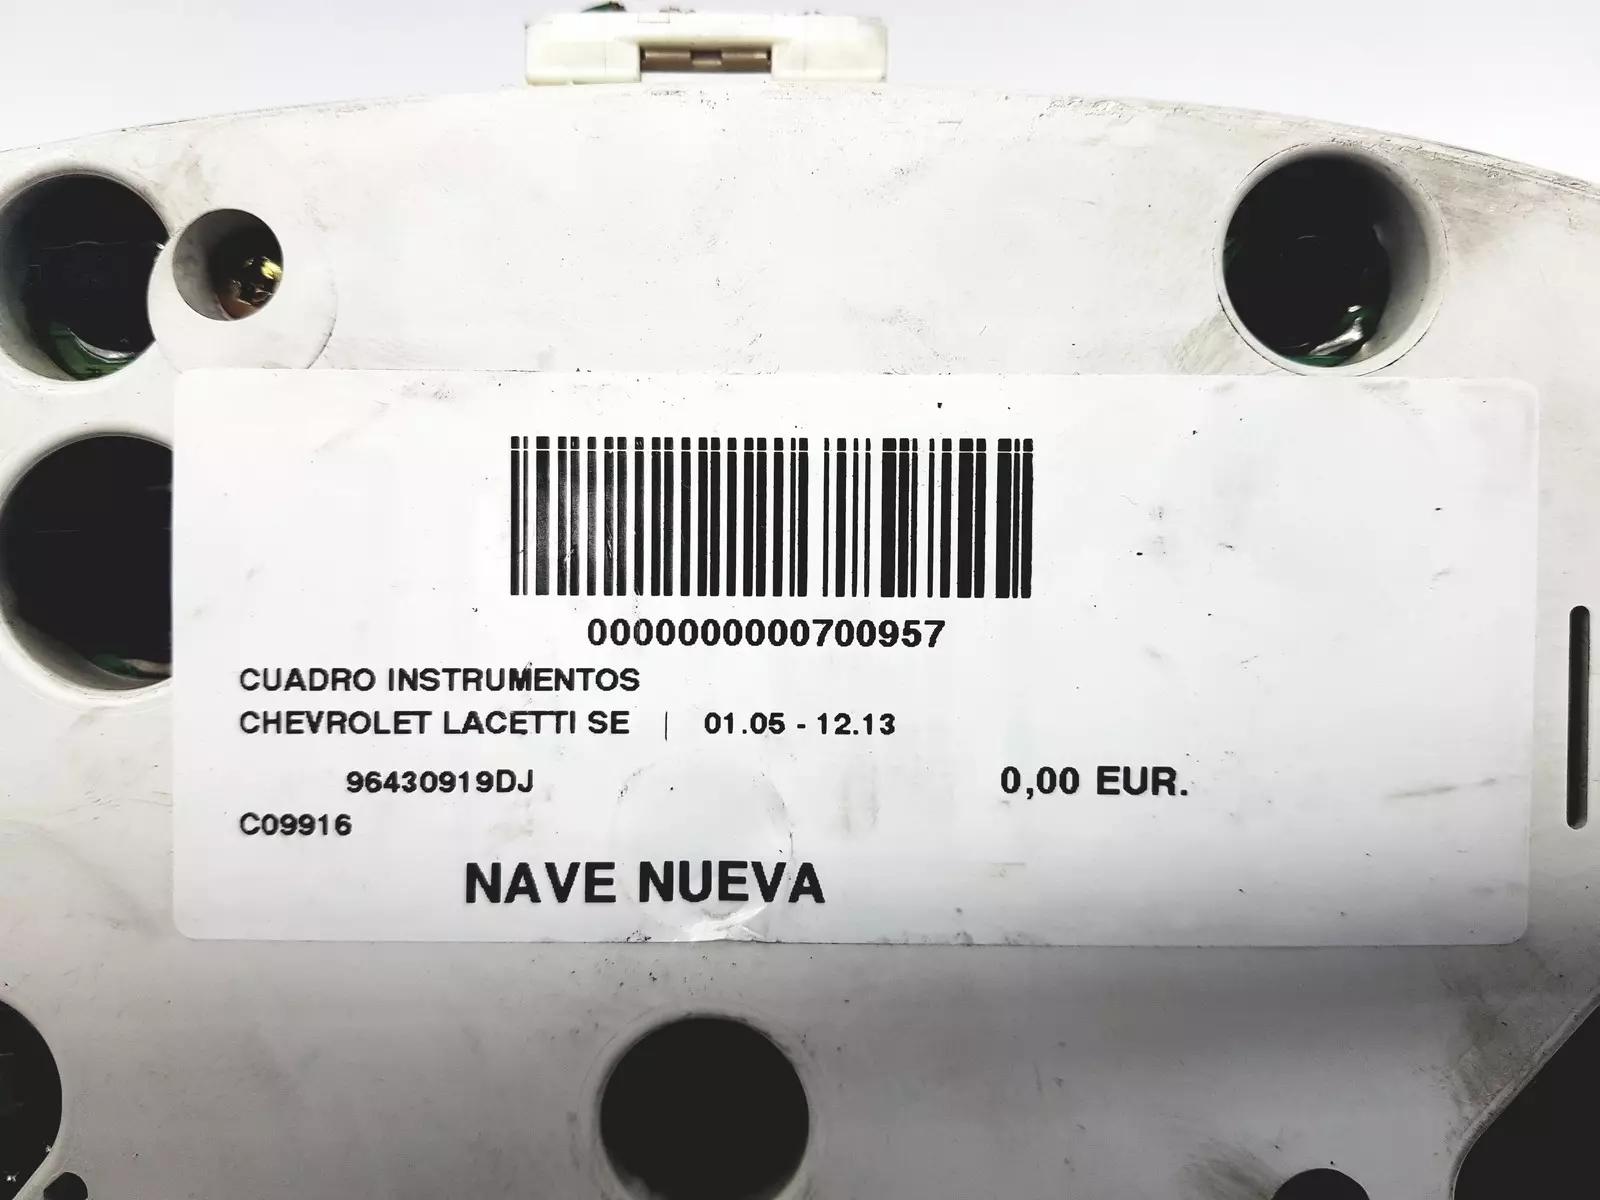 0000000000700957
CUADRO INSTRUMENTOS
CHEVROLET LACETTI SE | 01.05 - 12.13
96430919DJ 0,00 EUR.
C09916
NAVE NUEVA